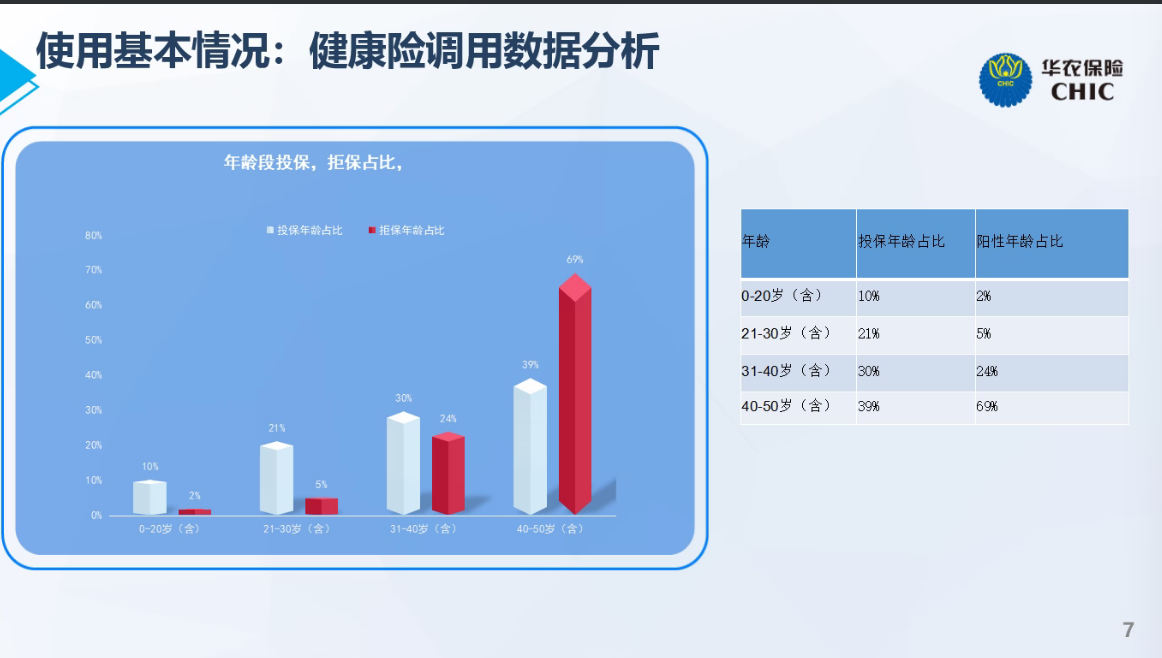 使用基本情况：健康险调用数据分析
CHIC
华农保险
CHIC
年龄段投保，拒保占比，
投保年龄占比 拒保年龄占比
80%
70%
60%
50%
40%
30%
20%
10%
0%
10% 2% 21% 5% 30% 24% 39% 69%
0-20岁（含） 21-30岁（含） 31-40岁（含） 40-50岁（含）
年龄 投保年龄占比 阳性年龄占比
0-20岁（含） 10% 2%
21-30岁（含） 21% 5%
31-40岁（含） 30% 24%
40-50岁（含） 39% 69%
7